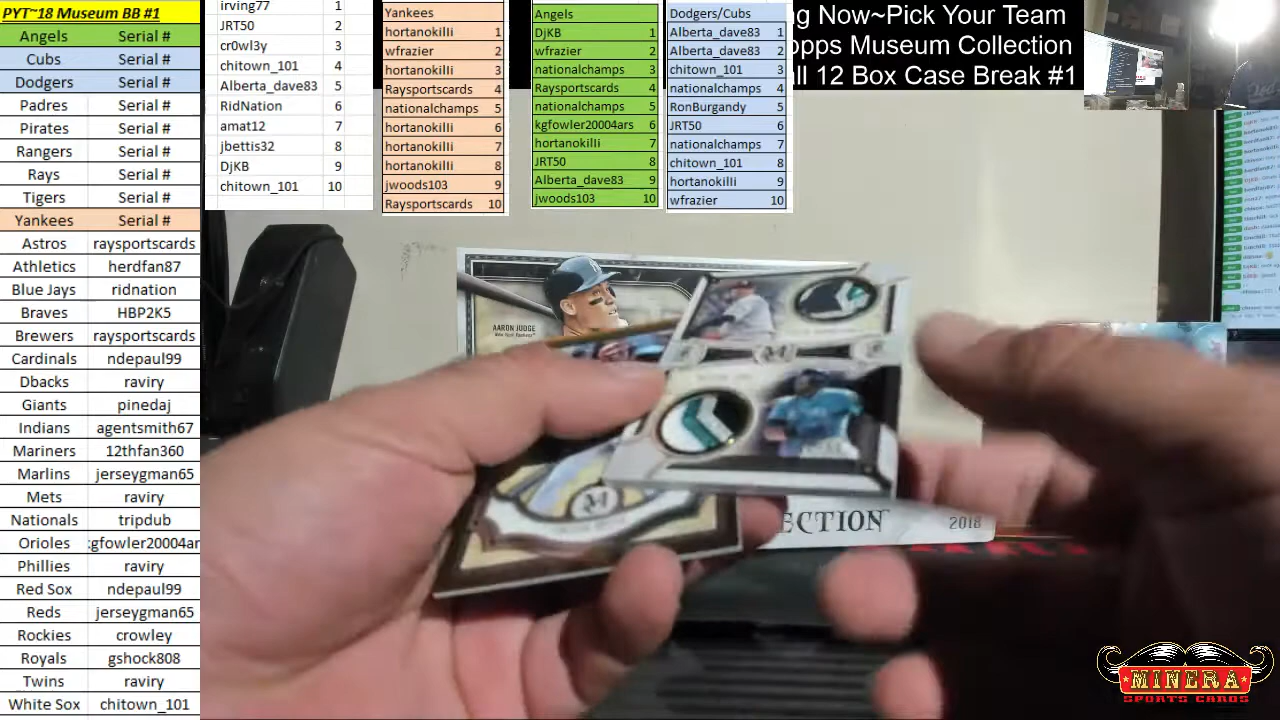 PYT~18 Museum BB #1
Angels Serial #
Cubs Serial #
Dodgers Serial #
Padres Serial #
Pirates Serial #
Rangers Serial #
Rays Serial #
Tigers Serial #
Yankees Serial #
Astros raysportscards
Athletics herdfan87
Blue Jays ridnation
Braves HBP2K5
Brewers raysportscards
Cardinals ndepaul99
Dbacks raviry
Giants pinedaj
Indians agentsmith67
Mariners 12thfan360
Marlins jerseygman65
Mets raviry
Nationals tripdub
Orioles kgfowler20004ar
Phillies raviry
Red Sox ndepaul99
Reds jerseygman65
Rockies crowley
Royals gshock808
Twins raviry
White Sox chitown_101
irving77 1
JRT50 2
cr0wl3y 3
chitown_101 4
Alberta_dave83 5
RidNation 6
amat12 7
jbettis32 8
DjKB 9
chitown_101 10
Yankees
hortanokilli 1
wfrazier 2
hortanokilli 3
Raysportscards 4
nationalchamps 5
hortanokilli 6
hortanokilli 7
hortanokilli 8
jwoods103 9
Raysportscards 10
Angels
DjKB 1
wfrazier 2
nationalchamps 3
Raysportscards 4
nationalchamps 5
kgfowler20004ars 6
hortanokilli 7
JRT50 8
Alberta_dave83 9
jwoods103 10
Dodgers/Cubs
Alberta_dave83 1
Alberta_dave83 2
chitown_101 3
nationalchamps 4
RonBurgandy 5
JRT50 6
nationalchamps 7
chitown_101 8
hortanokilli 9
wfrazier 10
ng Now~Pick Your Team
opps Museum Collection
all 12 Box Case Break #1
AARON JUDGE
New York Yankees
ECTION 2018
MINERA
SPORTS CARDS